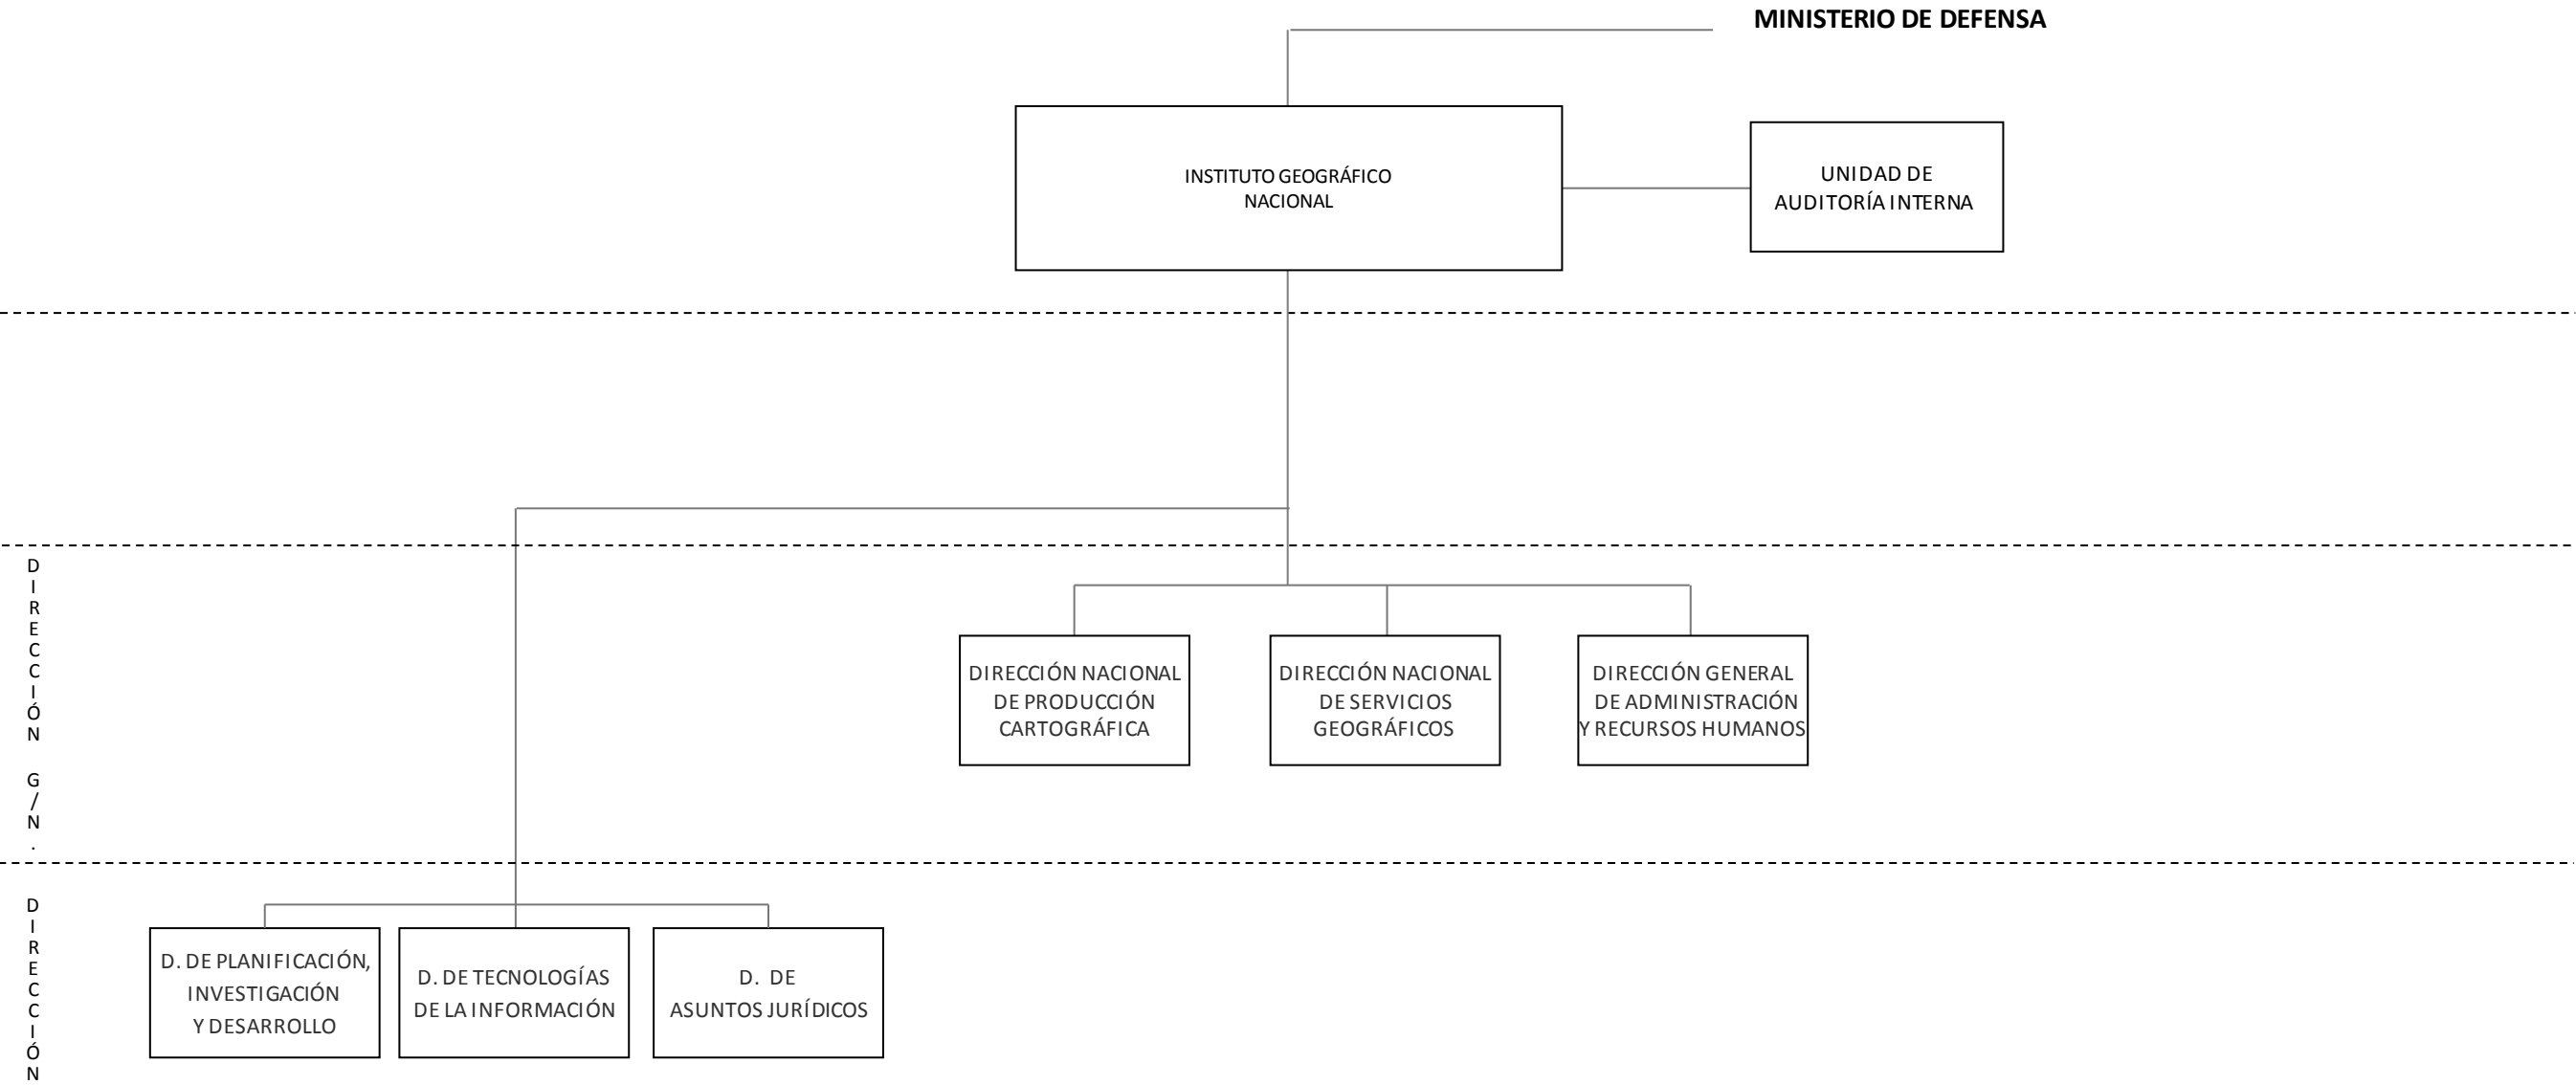 MINISTERIO DE DEFENSA
INSTITUTO GEOGRÁFICO
NACIONAL
UNIDAD DE
AUDITORÍA INTERNA
DIRECCIÓN G/N.
DIRECCIÓN NACIONAL
DE PRODUCCIÓN
CARTOGRÁFICA
DIRECCIÓN NACIONAL
DE SERVICIOS
GEOGRÁFICOS
DIRECCIÓN GENERAL
DE ADMINISTRACIÓN
Y RECURSOS HUMANOS
DIRECCIÓN
D. DE PLANIFICACIÓN,
INVESTIGACIÓN
Y DESARROLLO
D. DE TECNOLOGÍAS
DE LA INFORMACIÓN
D. DE
ASUNTOS JURÍDICOS